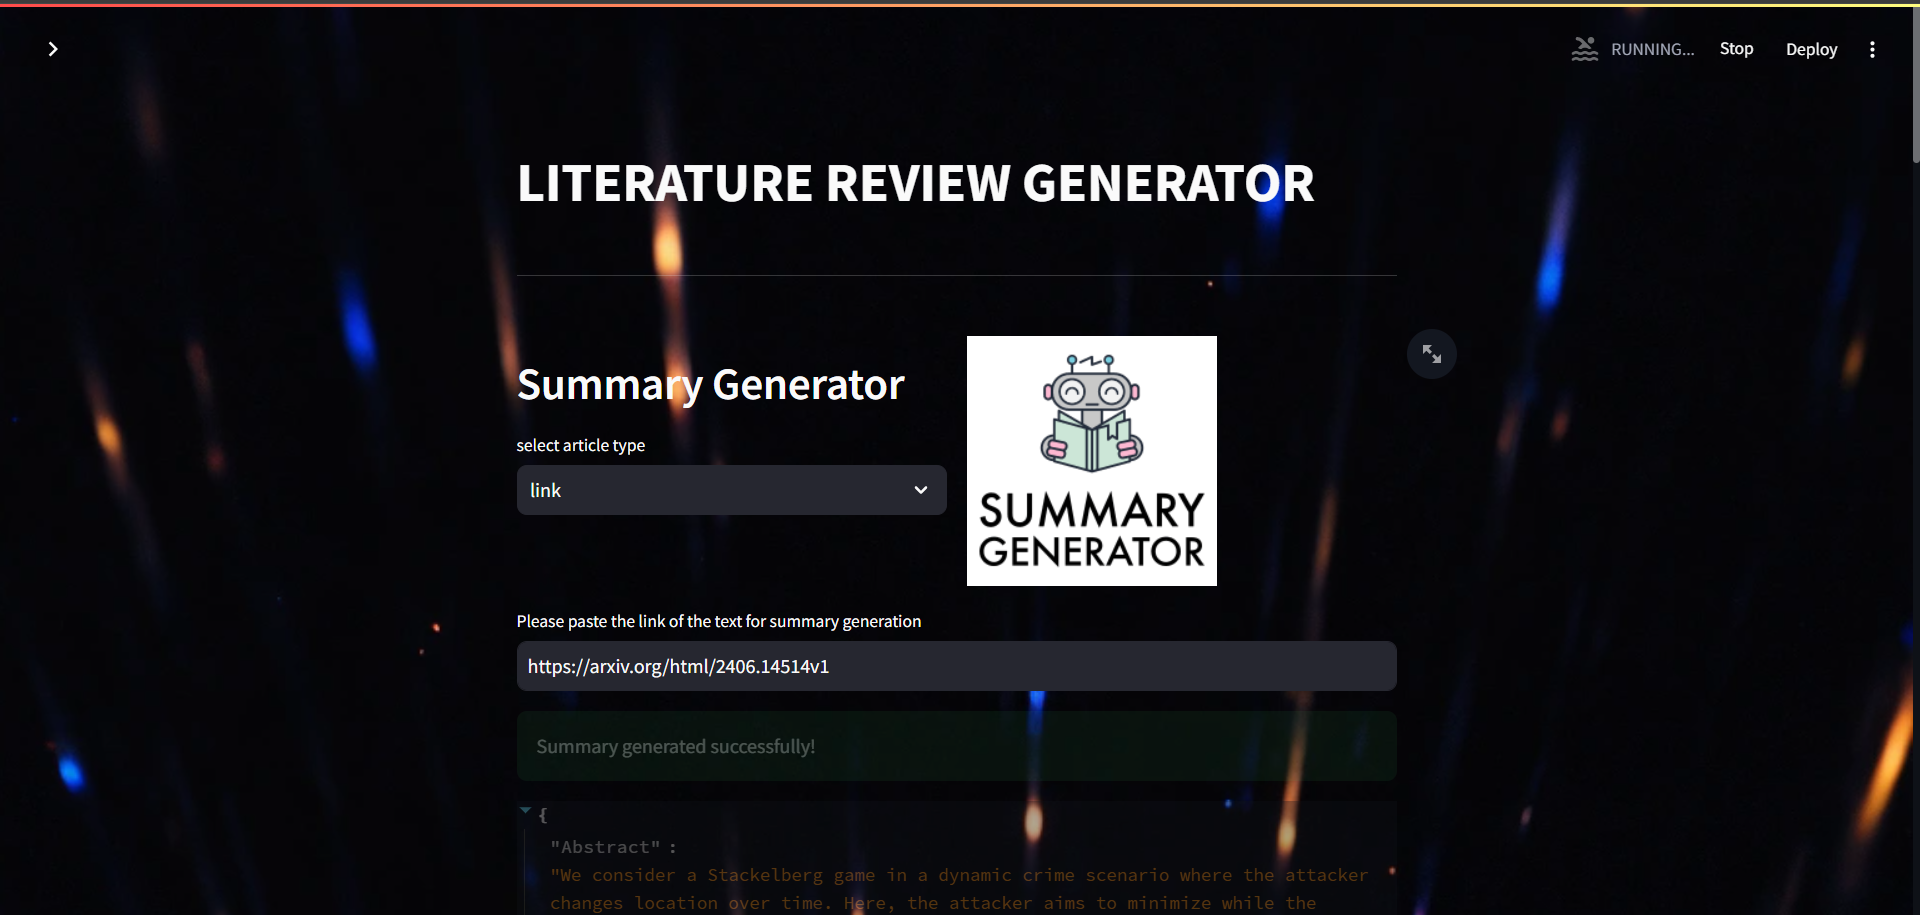 RUNNING...
Stop
Deploy
LITERATURE REVIEW GENERATOR
Summary Generator
select article type
link
SUMMARY
GENERATOR
Please paste the link of the text for summary generation
https://arxiv.org/html/2406.14514v1
Summary generated successfully!
{
"Abstract" :
"We consider a Stackelberg game in a dynamic crime scenario where the attacker
changes location over time. Here, the attacker aims to minimize while the